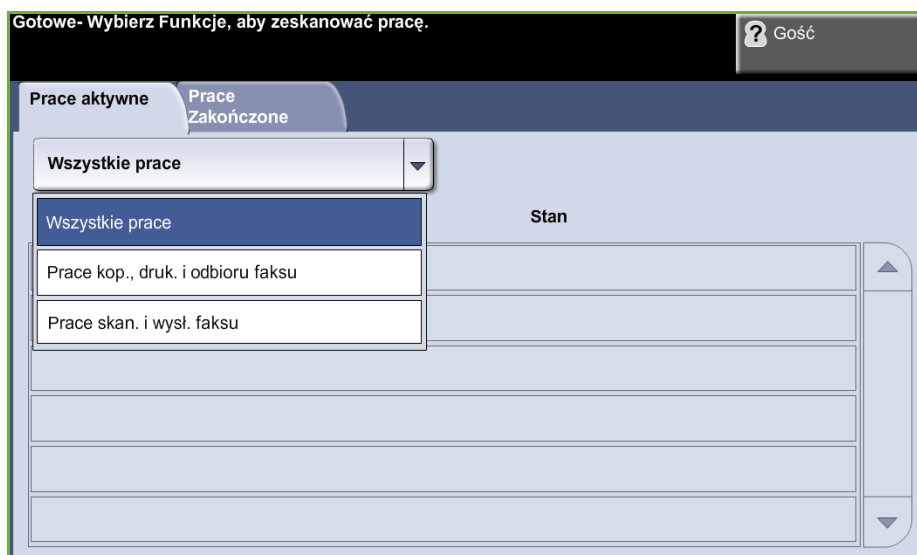 Gotowe- Wybierz Funkcje, aby zeskanować pracę.
? Gość
Prace aktywne
Prace
Zakończone
Wszystkie prace
Wszystkie prace
Stan
Prace kop., druk. i odbioru faksu
Prace skan. i wysł. faksu